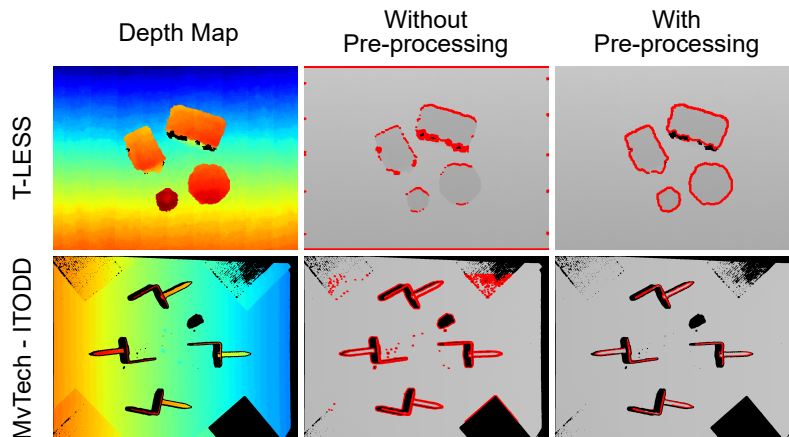 Depth Map
Without
Pre-processing
With
Pre-processing
T-LESS
MvTech - ITODD